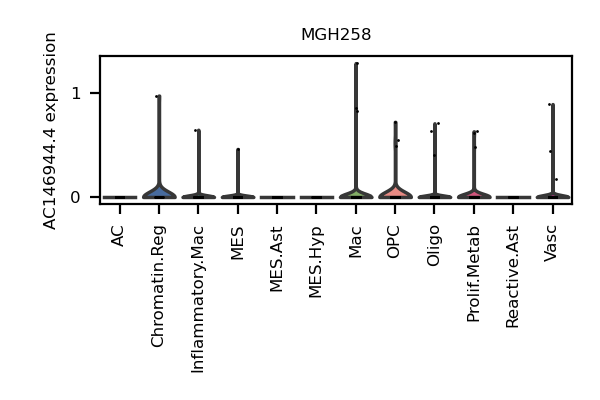 MGH258
AC146944.4 expression
1
0
AC
Chromatin.Reg
Inflammatory.Mac
MES
MES.Ast
MES.Hyp
Mac
OPC
Oligo
Prolif.Metab
Reactive.Ast
Vasc